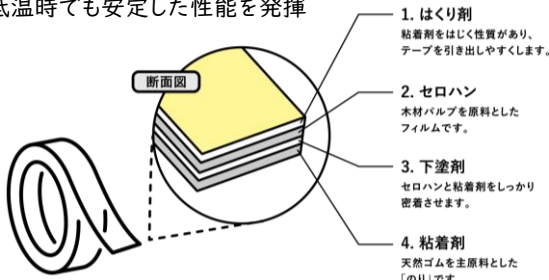 低温時でも安定した性能を発揮
断面図
1. はくり剤
粘着剤をはじく性質があり、
テープを引き出しやすくします。
2. セロハン
木材パルプを原料とした
フィルムです。
3. 下塗剤
セロハンと粘着剤をしっかり
密着させます。
4. 粘着剤
天然ゴムを主原料とした
「のり」です。